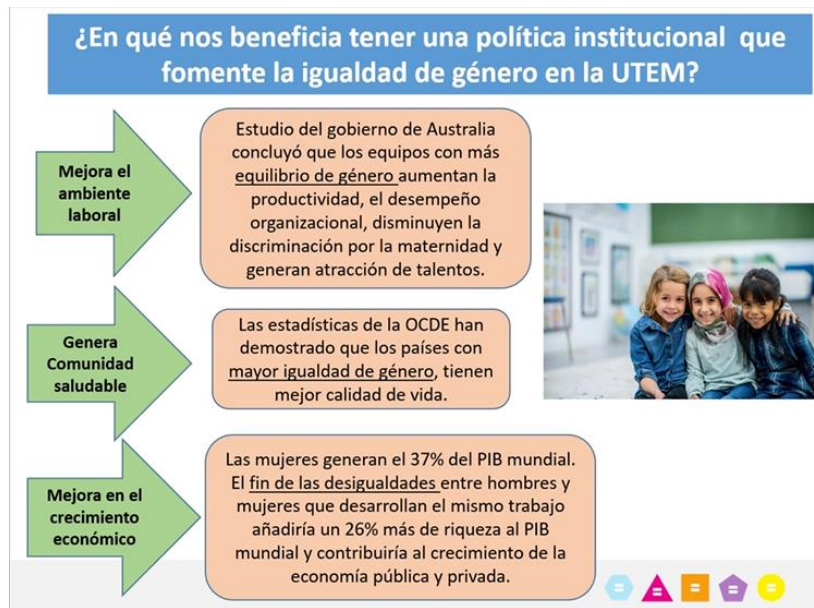 ¿En qué nos beneficia tener una política institucional que
fomente la igualdad de género en la UTEM?
Mejora el
ambiente
laboral
Estudio del gobierno de Australia
concluyó que los equipos con más
equilibrio de género aumentan la
productividad, el desempeño
organizacional, disminuyen la
discriminación por la maternidad y
generan atracción de talentos.
Genera
Comunidad
saludable
Las estadísticas de la OCDE han
demostrado que los países con
mayor igualdad de género, tienen
mejor calidad de vida.
Mejora en el
crecimiento
económico
Las mujeres generan el 37% del PIB mundial.
El fin de las desigualdades entre hombres y
mujeres que desarrollan el mismo trabajo
añadiría un 26% más de riqueza al PIB
mundial y contribuiría al crecimiento de la
economía pública y privada.